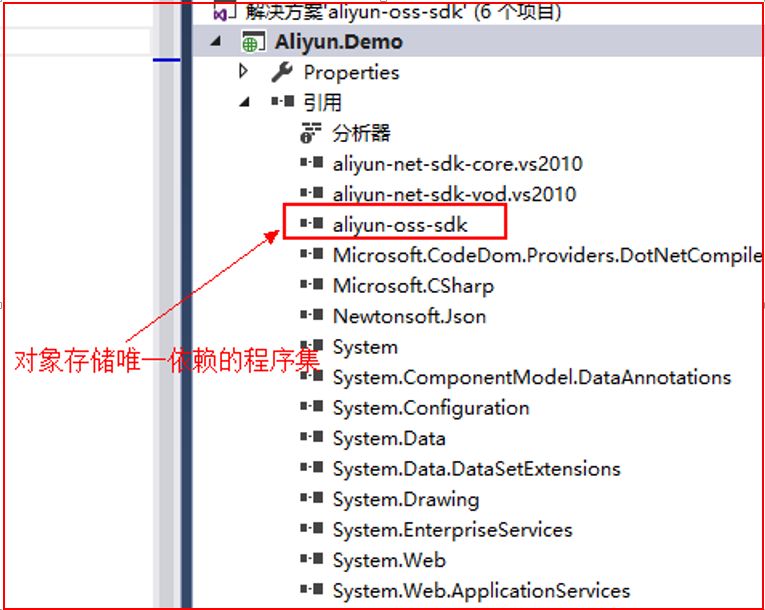 解决方案'aliyun-oss-sdk' (6 个项目)
Aliyun.Demo
Properties
引用
分析器
aliyun-net-sdk-core.vs2010
aliyun-net-sdk-vod.vs2010
aliyun-oss-sdk
Microsoft.CodeDom.Providers.DotNetCompile
Microsoft.CSharp
Newtonsoft.Json
System
对象存储唯一依赖的程序集
System.ComponentModel.DataAnnotations
System.Configuration
System.Data
System.Data.DataSetExtensions
System.Drawing
System.EnterpriseServices
System.Web
System.Web.ApplicationServices